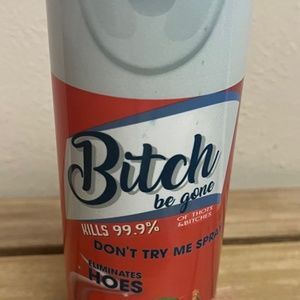 Bitch
be gone
KILLS 99.9%
OF THOTS
&BITCHES
DON'T TRY ME SPRAY
ELIMINATES
HOES